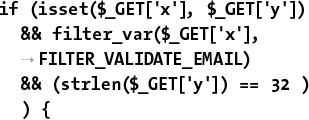 if (isset($_GET['x'], $_GET['y'])
&& filter_var($_GET['x'],
→FILTER_VALIDATE_EMAIL)
&& (strlen($_GET['y']) == 32 )
) {